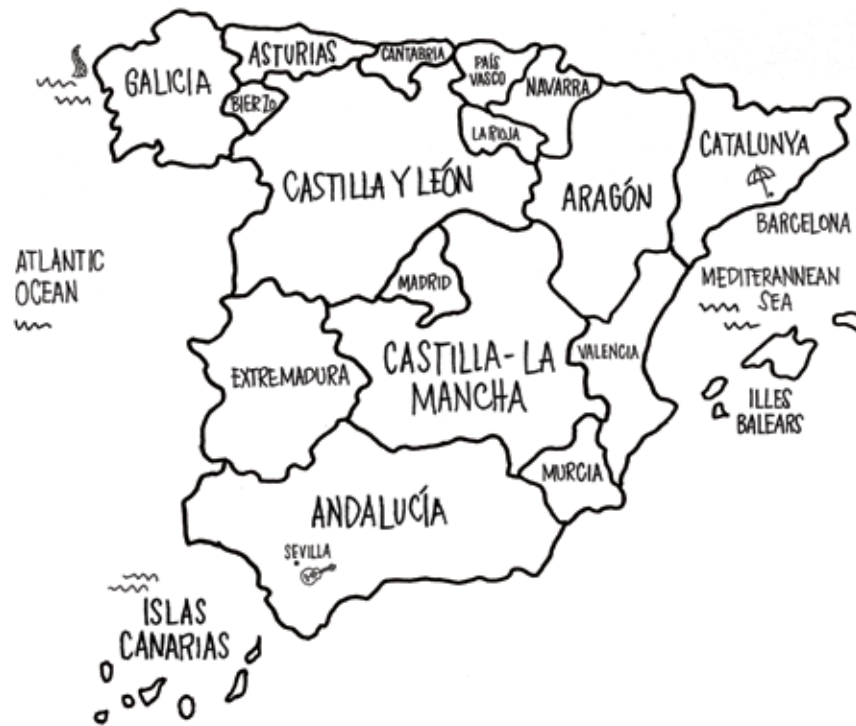 ASTURIAS
CANTABRIA
PAÍS
VASCO
NAVARRA
GALICIA
BIERZO
LA RIOJA
CATALUNYA
CASTILLA Y LEÓN
ARAGÓN
BARCELONA
ATLANTIC
OCEAN
MADRID
MEDITERANNEAN
SEA
VALENCIA
EXTREMADURA
CASTILLA-LA
MANCHA
ILLES
BALEARS
MURCIA
ANDALUCÍA
SEVILLA
ISLAS
CANARIAS